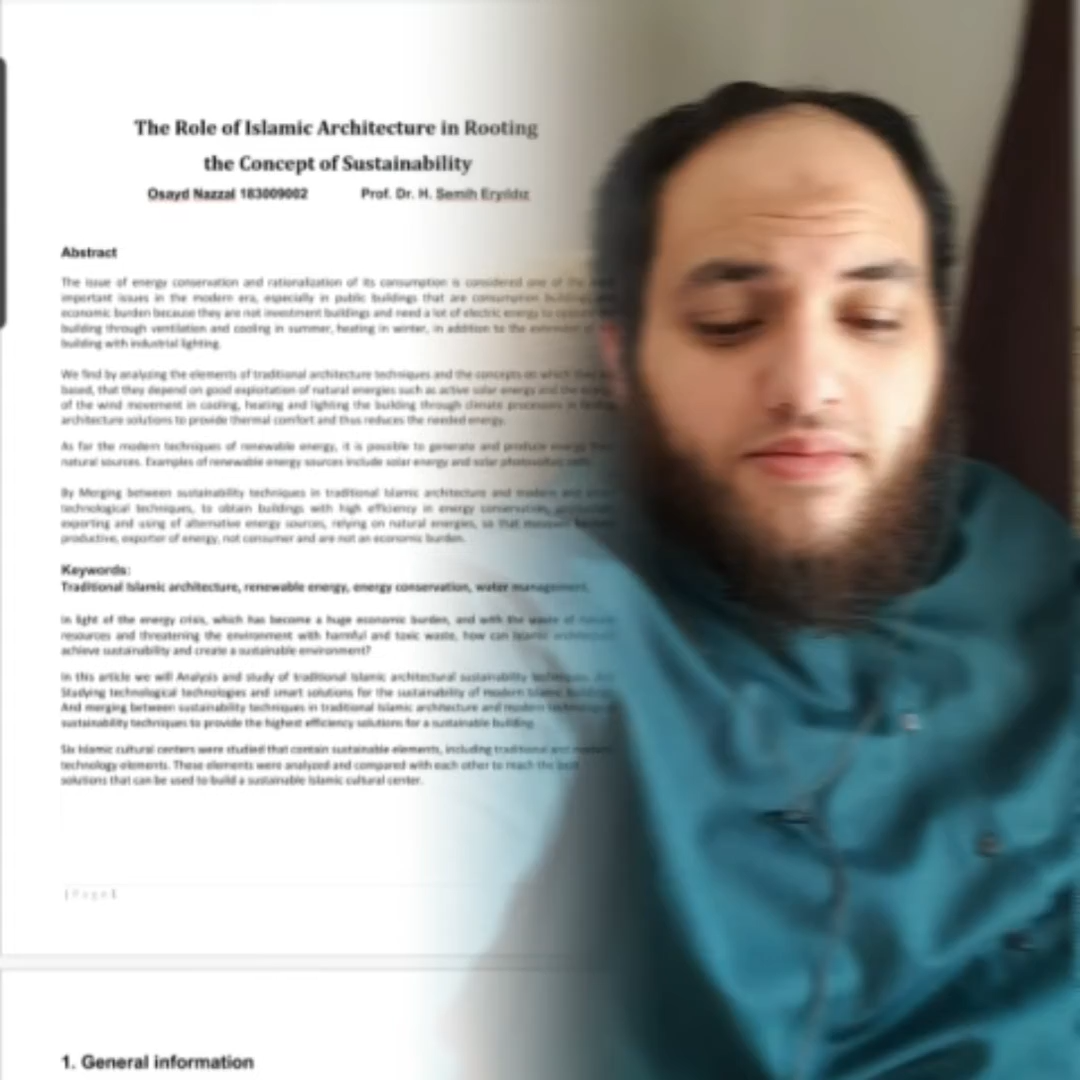 The Role of Islamic Architecture in Rooting
the Concept of Sustainability
Osayd Nazzal 183009002 Prof. Dr. H. Semih Eryıldız
Abstract
The issue of energy conservation and rationalization of its consumption is considered one of the
important issues in the modern era, especially in public buildings that are consumption buildings
economic burden because they are not investment buildings and need a lot of electric energy to
building through ventilation and cooling in summer, heating in winter, in addition to the
building with industrial lighting.
We find by analyzing the elements of traditional architecture techniques and the concepts on which
based, that they depend on good exploitation of natural energies such as active solar energy and the
of the wind movement in cooling, heating and lighting the building through climate processes in
architecture solutions to provide thermal comfort and thus reduces the needed energy.
As for the modern techniques of renewable energy, it is possible to generate and produce energy
natural sources. Examples of renewable energy sources include solar energy and solar photovoltaic
By Merging between sustainability techniques in traditional Islamic architecture and modern and
technological techniques, to obtain buildings with high efficiency in energy conservation,
exporting and using of alternative energy sources, relying on natural energies, so that
productive, exporter of energy, not consumer and are not an economic burden.
Keywords:
Traditional Islamic architecture, renewable energy, energy conservation, water management,
In light of the energy crisis, which has become a huge economic burden, and with the waste of
resources and threatening the environment with harmful and toxic waste, how can Islamic
achieve sustainability and create a sustainable environment?
In this article we will Analysis and study of traditional Islamic architectural sustainability techniques.
Studying technological technologies and smart solutions for the sustainability of modern Islamic
And merging between sustainability techniques in traditional Islamic architecture and modern
sustainability techniques to provide the highest efficiency solutions for a sustainable building.
Six Islamic cultural centers were studied that contain sustainable elements, including traditional and
technology elements. These elements were analyzed and compared with each other to reach the best
solutions that can be used to build a sustainable Islamic cultural center.
| Page 1
1. General information